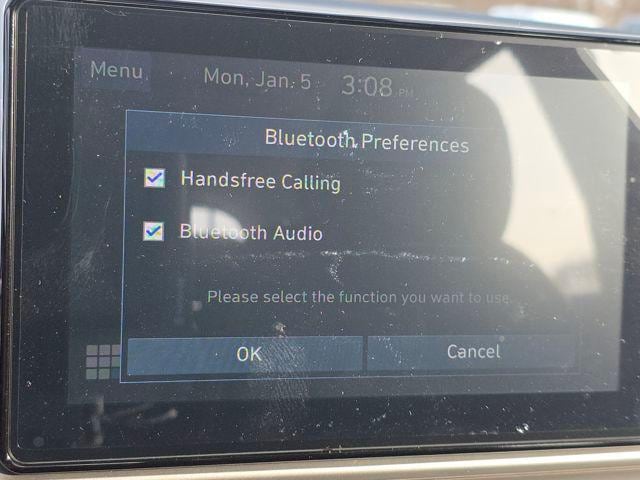 Menu Mon, Jan. 5 3:08 PM
Bluetooth Preferences
Handsfree Calling
Bluetooth Audio
Please select the function you want to use.
OK Cancel